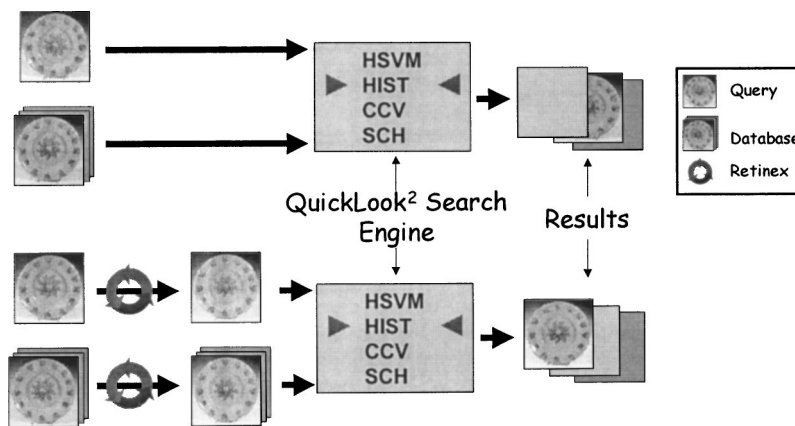 HSVM
HIST
CCV
SCH
Query
Database
Retinex
QuickLook² Search
Engine
Results
HSVM
HIST
CCV
SCH